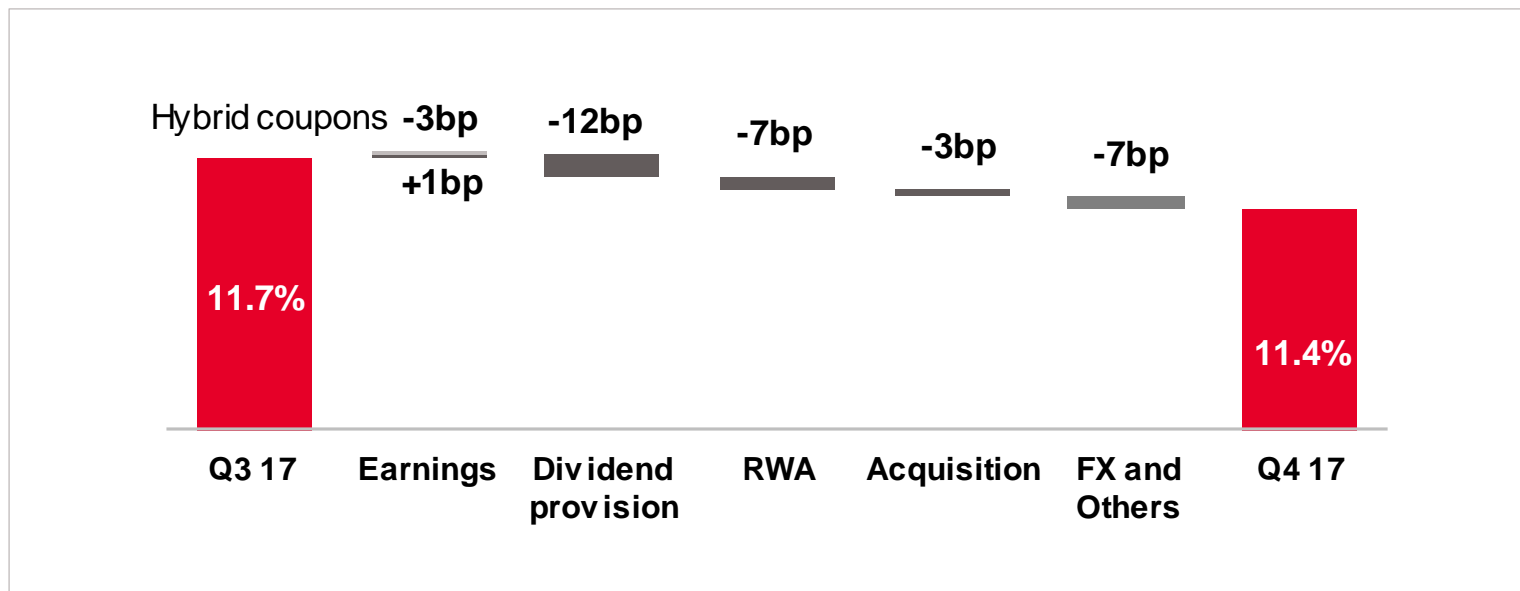 Hybrid coupons -3bp
+1bp
-12bp
-7bp
-3bp
-7bp
11.7%
11.4%
Q3 17
Earnings
Dividend
provision
RWA
Acquisition
FX and
Others
Q4 17